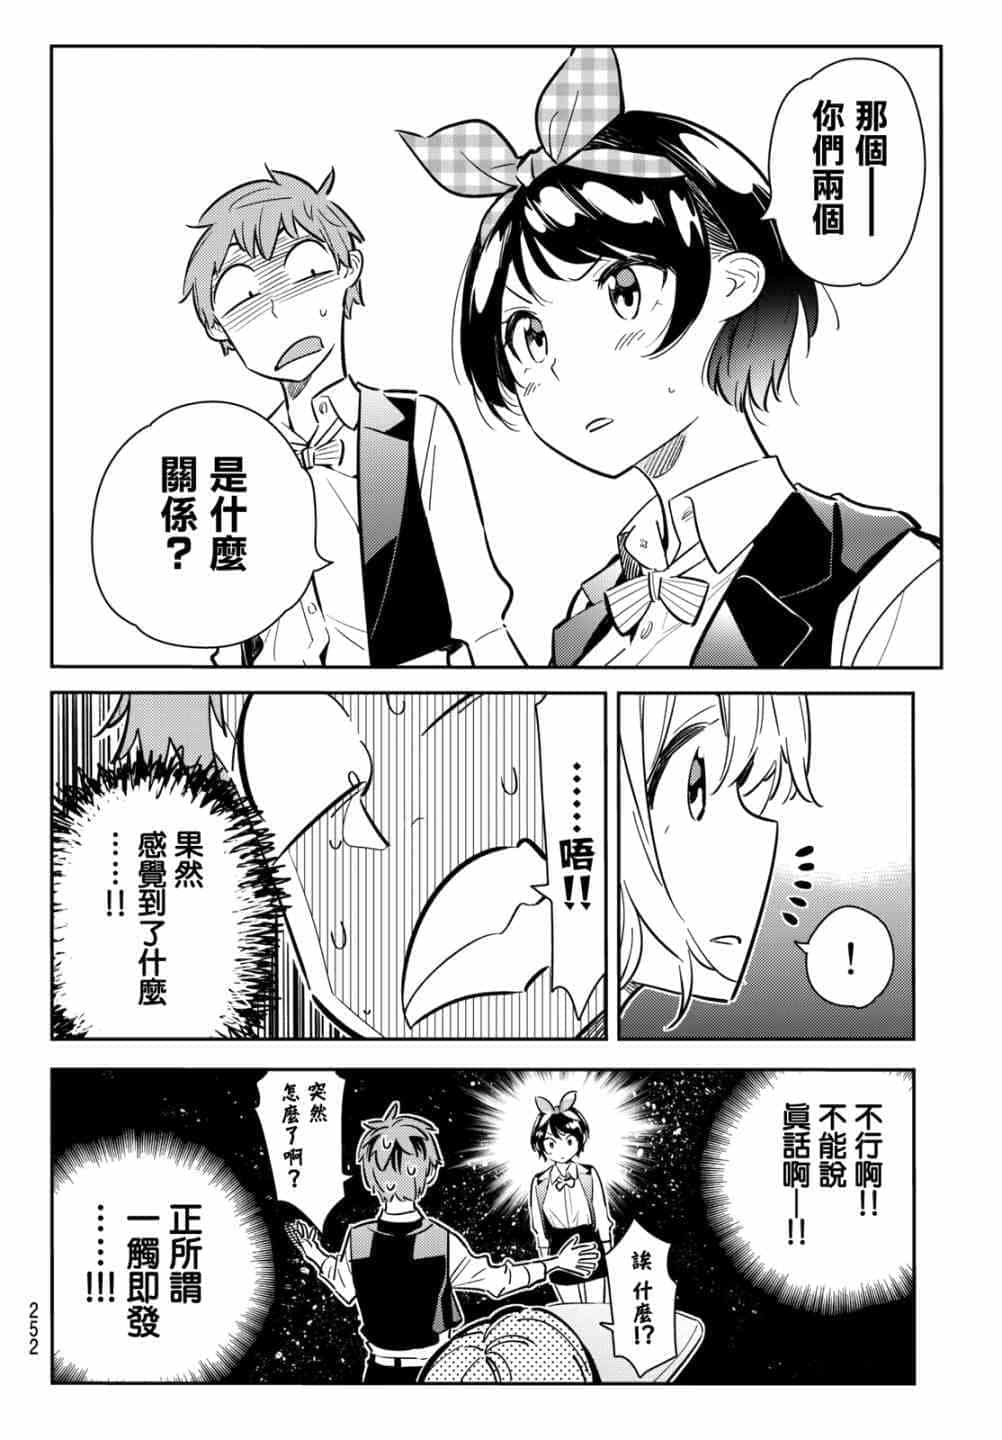 那個──
你們兩個
是什麼
關係？
！
……唔!!
果然
感覺到了什麼
……!!
不行啊!!
不能說
眞話啊─!!
誒 什麼!?
突然
怎麼了啊？
正所謂
一觸即發
……!!!
252